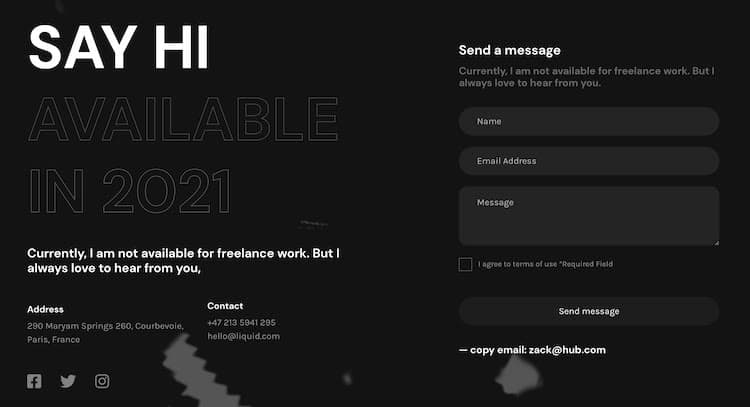 SAY HI
AVAILABLE
IN 2021
Currently, I am not available for freelance work. But I
always love to hear from you,
Address
290 Maryam Springs 260, Courbevoie,
Paris, France
Contact
+47 213 5941 295
hello@liquid.com
Send a message
Currently, I am not available for freelance work. But I
always love to hear from you.
Name
Email Address
Message
I agree to terms of use *Required Field
Send message
— copy email: zack@hub.com